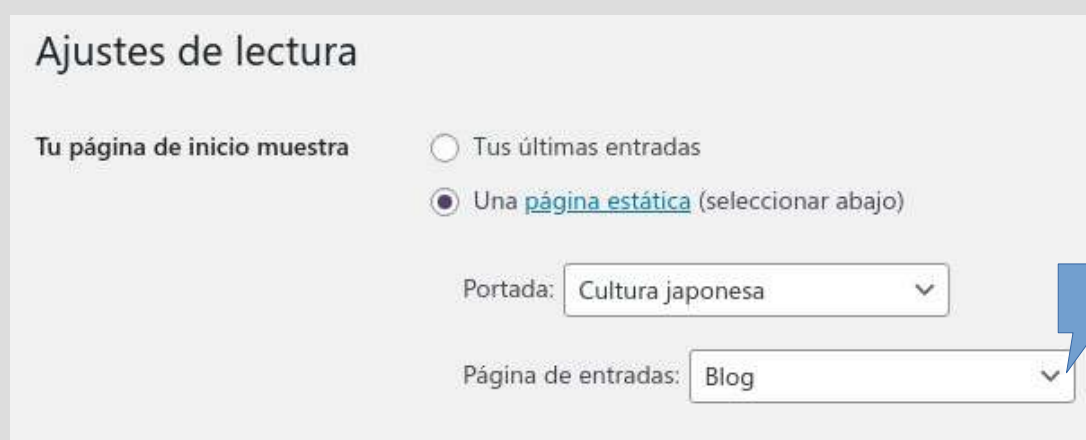 Ajustes de lectura
Tu página de inicio muestra
Tus últimas entradas
Una página estática (seleccionar abajo)
Portada: Cultura japonesa
Página de entradas: Blog